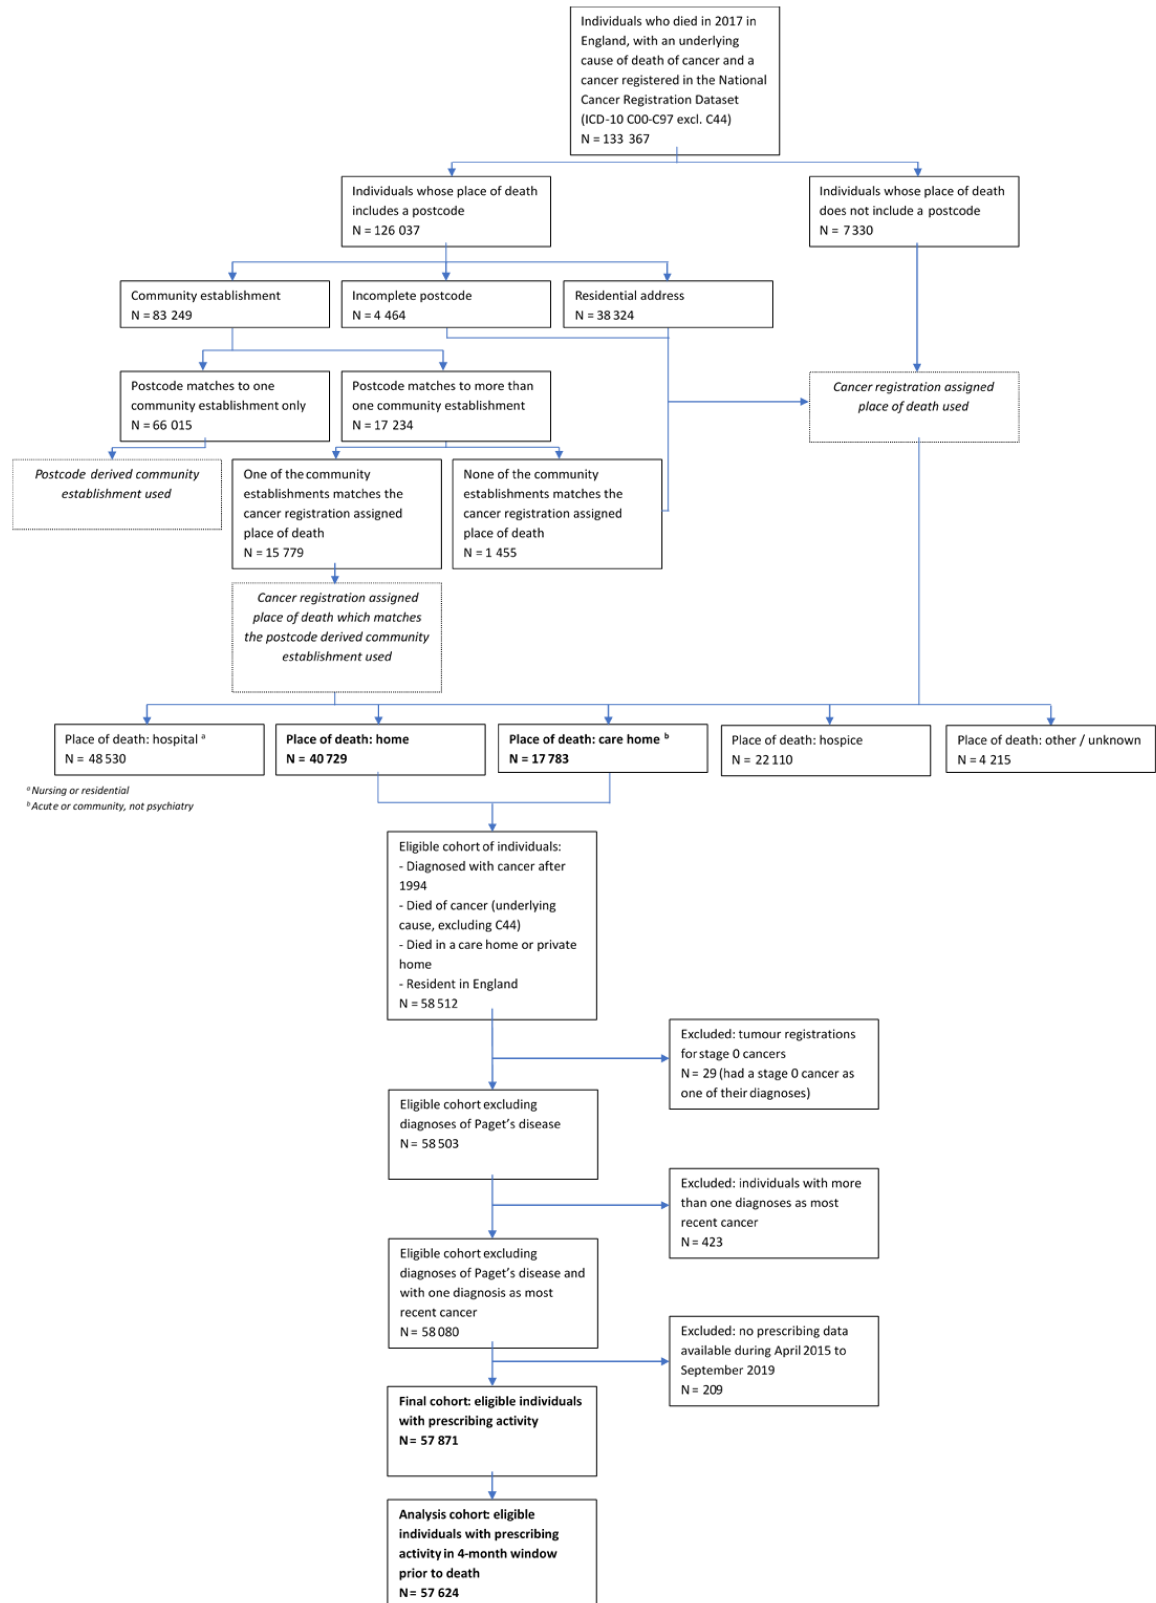 Individuals who died in 2017 in
England, with an underlying
cause of death of cancer and a
cancer registered in the National
Cancer Registration Dataset
(ICD-10 C00-C97 excl. C44)
N = 133 367
Individuals whose place of death
includes a postcode
N = 126 037
Individuals whose place of death
does not include a postcode
N = 7 330
Community establishment
N = 83 249
Incomplete postcode
N = 4 464
Residential address
N = 38 324
Postcode matches to one
community establishment only
N = 66 015
Postcode matches to more than
one community establishment
N = 17 234
Cancer registration assigned
place of death used
Postcode derived community
establishment used
One of the community
establishments matches the
cancer registration assigned
place of death
N = 15 779
None of the community
establishments matches the
cancer registration assigned
place of death
N = 1 455
Cancer registration assigned
place of death which matches
the postcode derived community
establishment used
Place of death: hospital a
N = 48 530
Place of death: home
N = 40 729
Place of death: care home b
N = 17 783
Place of death: hospice
N = 22 110
Place of death: other / unknown
N = 4 215
a Nursing or residential
b Acute or community, not psychiatry
Eligible cohort of individuals:
- Diagnosed with cancer after
1994
- Died of cancer (underlying
cause, excluding C44)
- Died in a care home or private
home
- Resident in England
N = 58 512
Excluded: tumour registrations
for stage 0 cancers
N = 29 (had a stage 0 cancer as
one of their diagnoses)
Eligible cohort excluding
diagnoses of Paget's disease
N = 58 503
Excluded: individuals with more
than one diagnoses as most
recent cancer
N = 423
Eligible cohort excluding
diagnoses of Paget's disease and
with one diagnosis as most
recent cancer
N = 58 080
Excluded: no prescribing data
available during April 2015 to
September 2019
N = 209
Final cohort: eligible individuals
with prescribing activity
N = 57 871
Analysis cohort: eligible
individuals with prescribing
activity in 4-month window
prior to death
N = 57 624